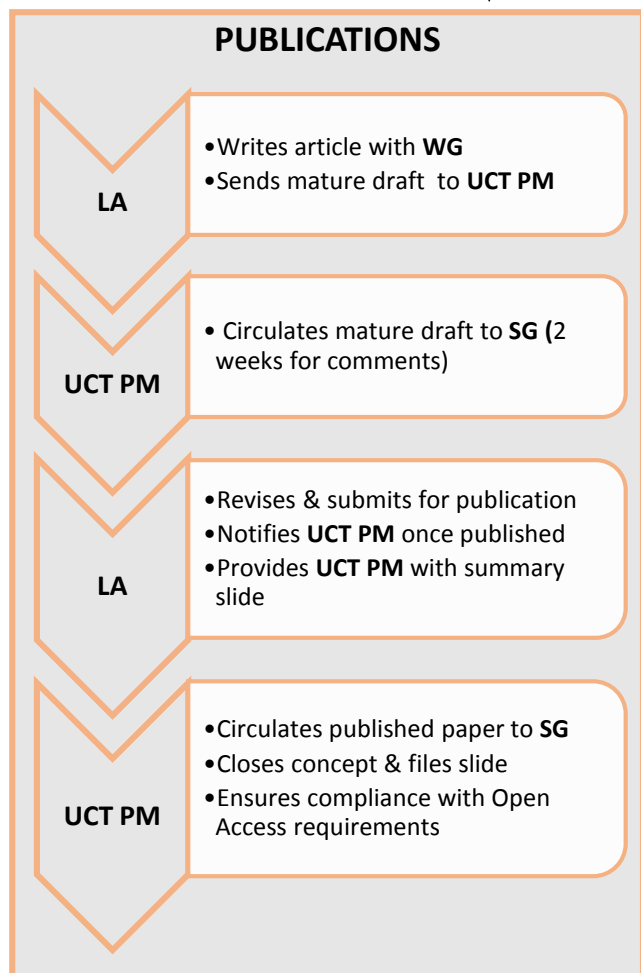 PUBLICATIONS
LA
•Writes article with WG
•Sends mature draft to UCT PM
UCT PM
• Circulates mature draft to SG (2
weeks for comments)
LA
•Revises & submits for publication
•Notifies UCT PM once published
•Provides UCT PM with summary
slide
UCT PM
•Circulates published paper to SG
•Closes concept & files slide
•Ensures compliance with Open
Access requirements